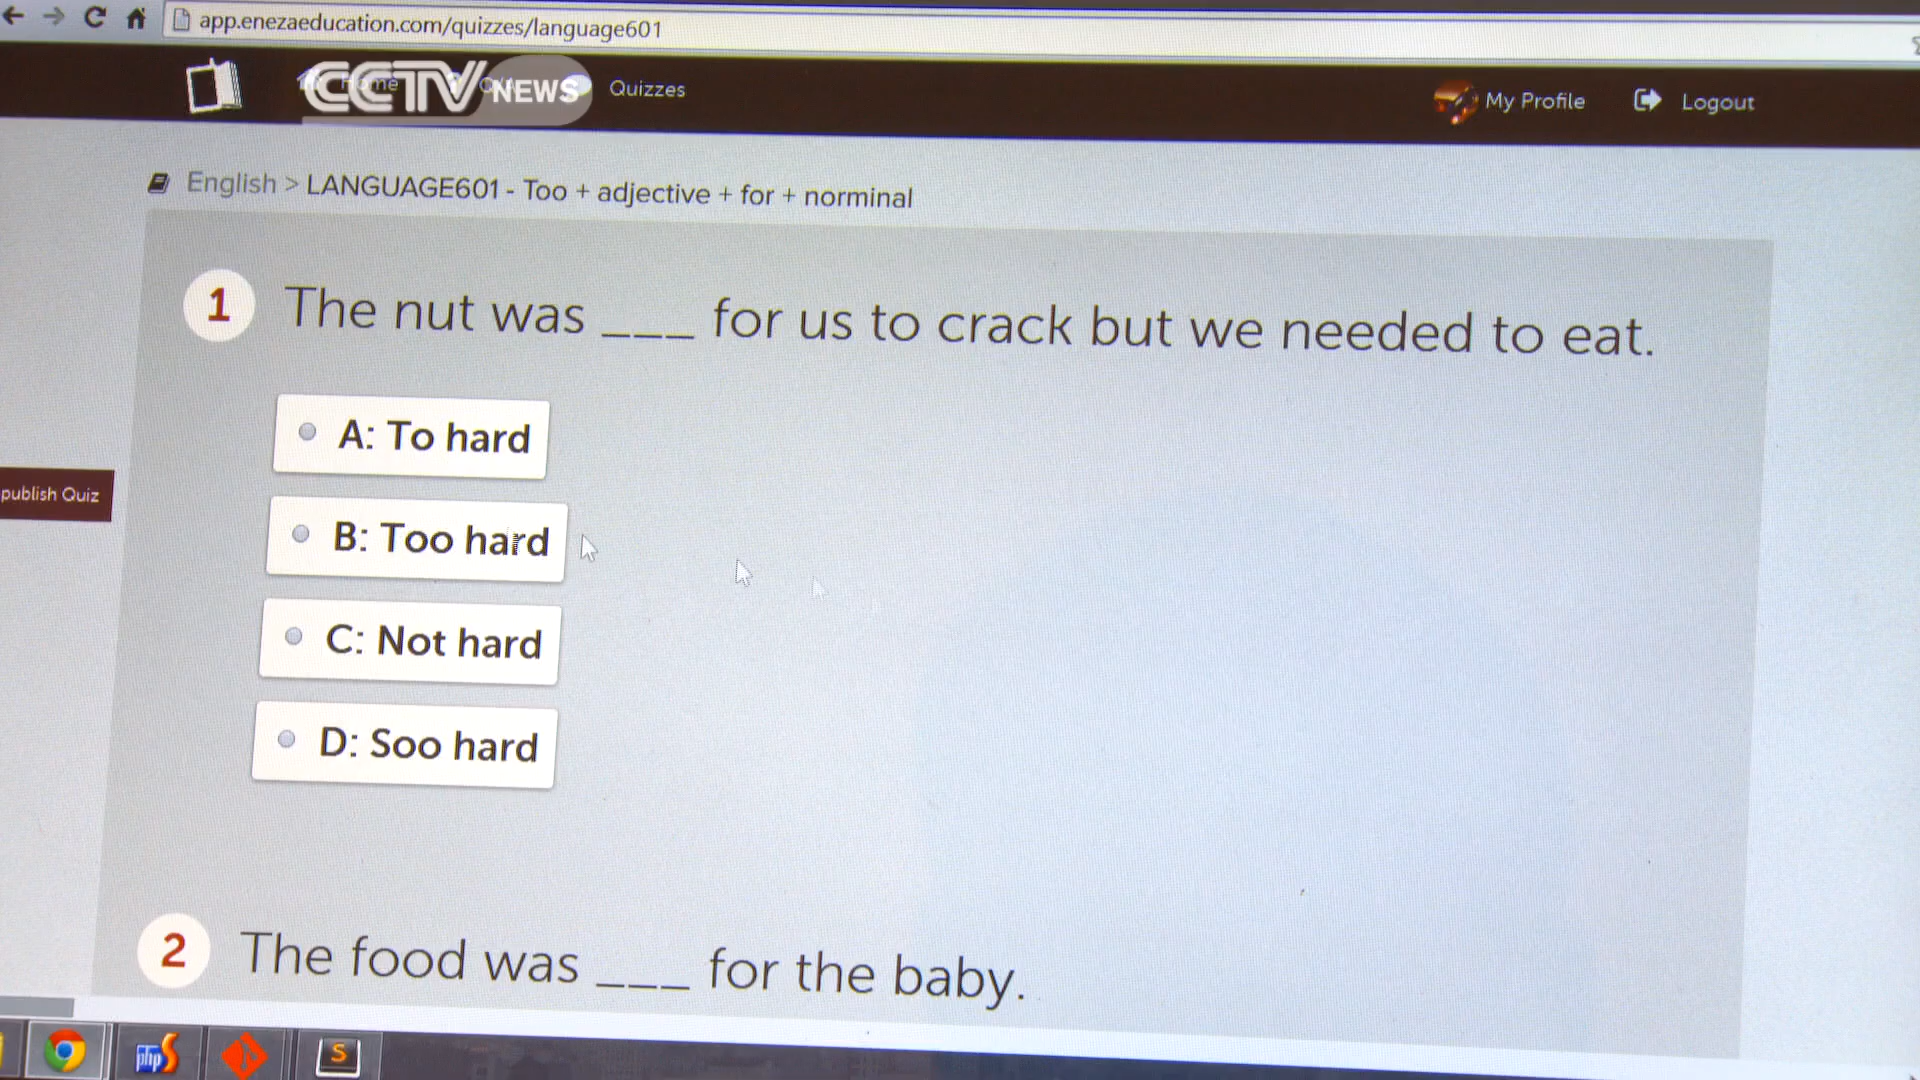 app.enezaeducation.com/quizzes/language601
Home
CCTV NEWS
Quizzes
My Profile
Logout
English > LANGUAGE601 - Too + adjective + for + norminal
1 The nut was ___ for us to crack but we needed to eat.
A: To hard
B: Too hard
publish Quiz
C: Not hard
D: Soo hard
2 The food was ___ for the baby.
php S
S